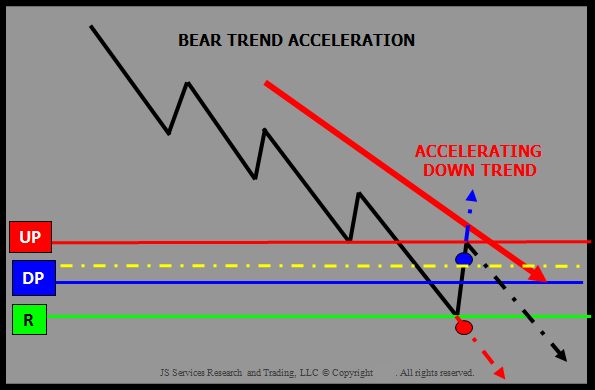 BEAR TREND ACCELERATION
ACCELERATING
DOWN TREND
UP
DP
R
JS Services Research and Trading, LLC © Copyright . All rights reserved.